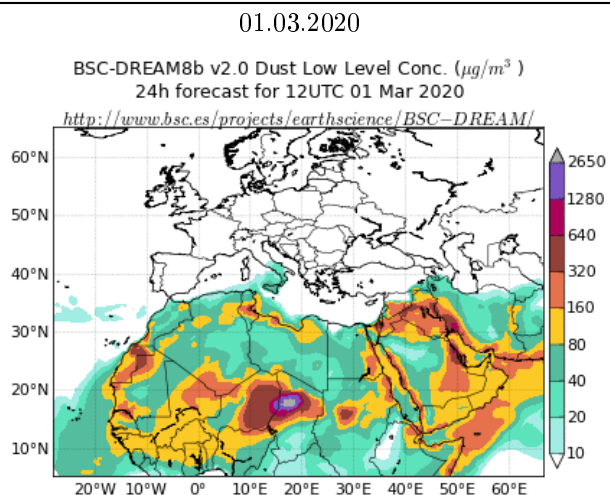 01.03.2020
BSC-DREAM8b v2.0 Dust Low Level Conc. (μg/m³ )
24h forecast for 12UTC 01 Mar 2020
http://www.bsc.es/projects/earthscience/BSC−DREAM/
60°N
50°N
40°N
30°N
20°N
10°N
20°W 10°W 0° 10°E 20°E 30°E 40°E 50°E 60°E
2650
1280
640
320
160
80
40
20
10